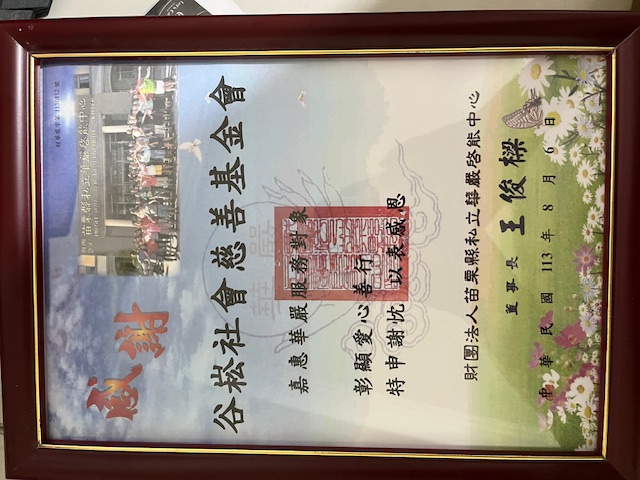 感謝
谷崧社會慈善基金會
嘉惠華嚴服務對象
彰顯愛心善行
特申謝忱 以表感恩
財團法人苗栗縣私立華嚴啓能中心
董事長 王俊樑
中華民國 113 年 8 月 6 日